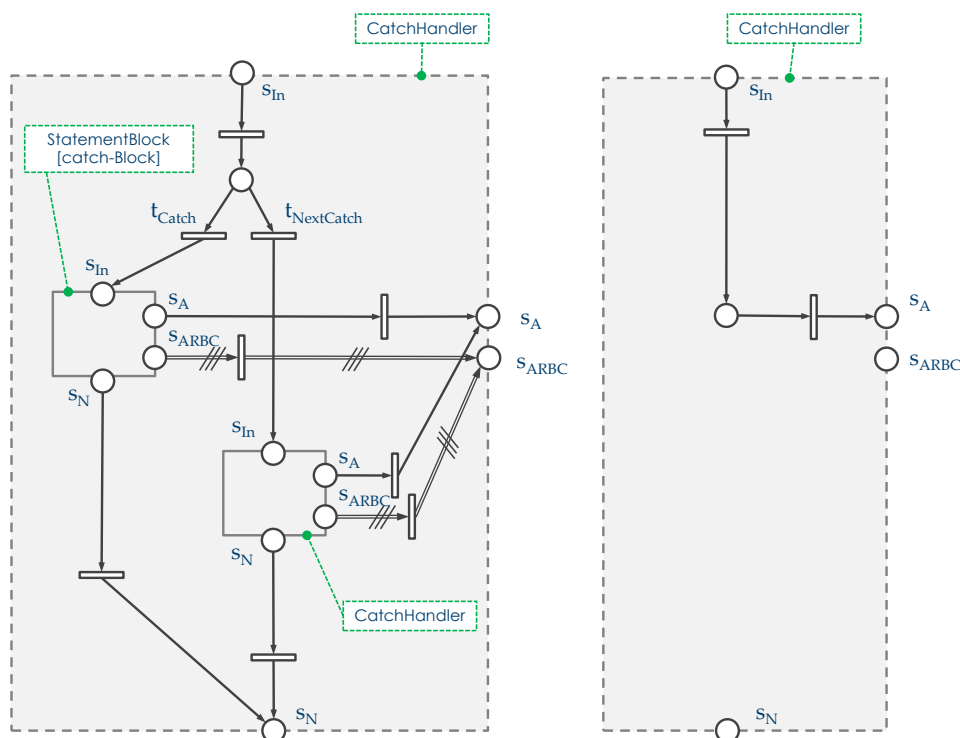 CatchHandler
CatchHandler
sIn
sIn
StatementBlock
[catch-Block]
tCatch
tNextCatch
sIn
sA
sA
sA
sARBC
sARBC
sARBC
sN
sIn
sA
sARBC
sN
CatchHandler
sN
sN